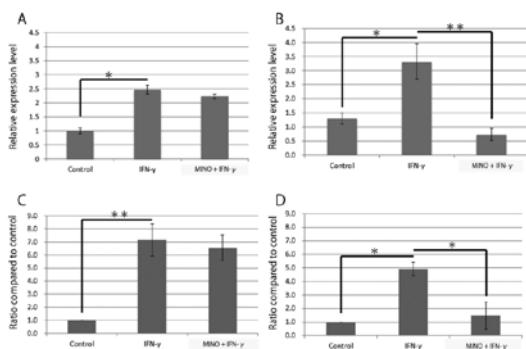 A
Relative expression level
4.5
4
3.5
3
2.5
2
1.5
1
0.5
0
*
Control
IFN-γ
MINO + IFN-γ
B
Relative expression level
4.5
4.0
3.5
3.0
2.5
2.0
1.5
1.0
0.5
0.0
*
**
Control
IFN-γ
MINO + IFN-γ
C
Ratio compared to control
9.0
8.0
7.0
6.0
5.0
4.0
3.0
2.0
1.0
0.0
**
Control
IFN-γ
MINO + IFN-γ
D
Ratio compared to control
9.0
8.0
7.0
6.0
5.0
4.0
3.0
2.0
1.0
0.0
*
*
Control
IFN-γ
MINO + IFN-γ